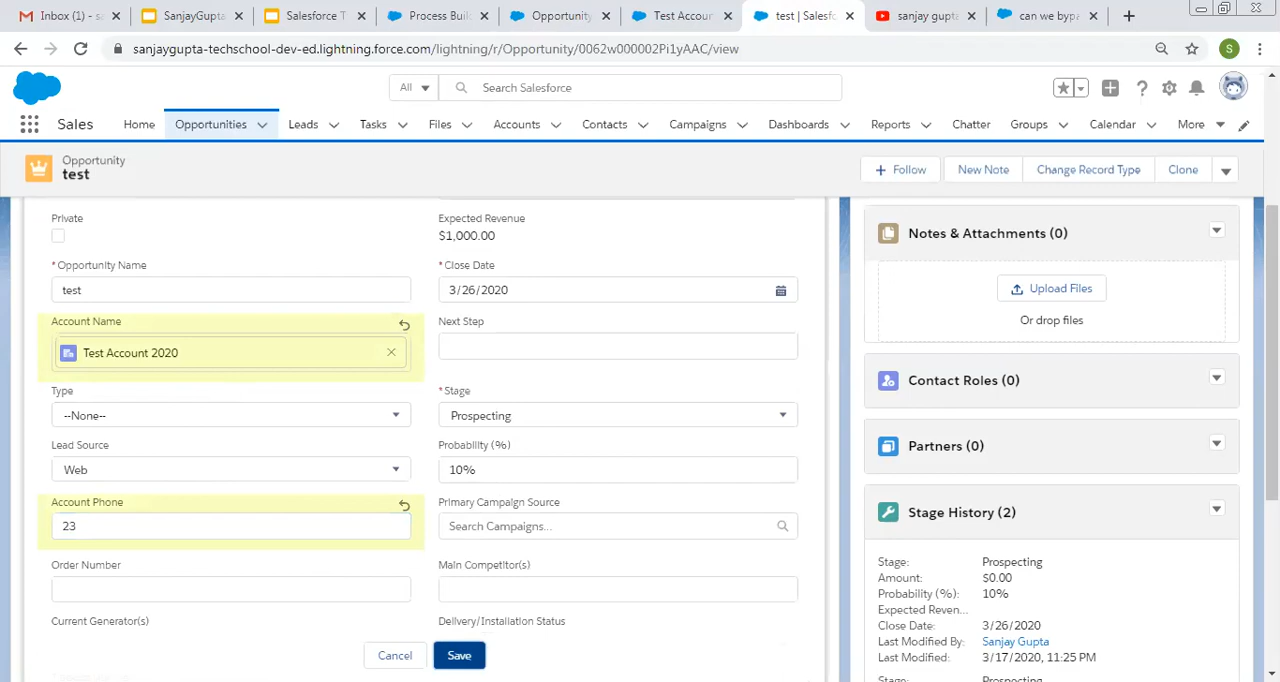 Inbox (1) - s
SanjayGupta
Salesforce T
Process Buil
Opportunity
Test Accoun
test | Salesf
sanjay gupta
can we bypa
sanjaygupta-techschool-dev-ed.lightning.force.com/lightning/r/Opportunity/0062w000002Pi1yAAC/view
S
All
Search Salesforce
Sales
Home
Opportunities
Leads
Tasks
Files
Accounts
Contacts
Campaigns
Dashboards
Reports
Chatter
Groups
Calendar
More
Opportunity
test
Follow
New Note
Change Record Type
Clone
Private
Expected Revenue
$1,000.00
*Opportunity Name
test
*Close Date
3/26/2020
Account Name
Test Account 2020
Next Step
Type
--None--
*Stage
Prospecting
Lead Source
Web
Probability (%)
10%
Account Phone
23
Primary Campaign Source
Search Campaigns...
Order Number
Main Competitor(s)
Current Generator(s)
Delivery/Installation Status
Cancel
Save
Notes & Attachments (0)
Upload Files
Or drop files
Contact Roles (0)
Partners (0)
Stage History (2)
Stage: Prospecting
Amount: $0.00
Probability (%): 10%
Expected Reven...
Close Date: 3/26/2020
Last Modified By: Sanjay Gupta
Last Modified: 3/17/2020, 11:25 PM
Stage: Prospecting